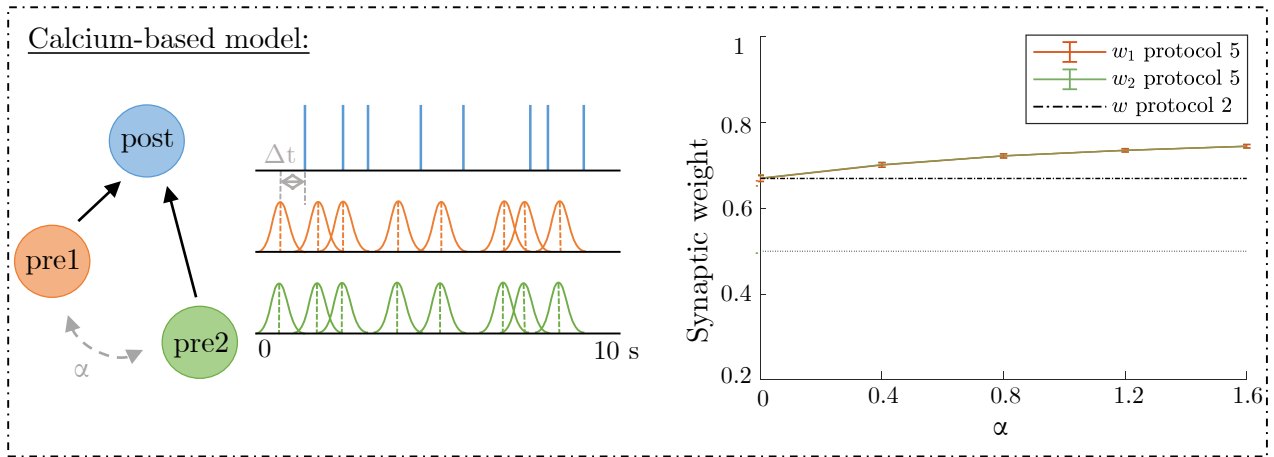 Calcium-based model:
post
pre1
pre2
α
Δt
0
10 s
w₁ protocol 5
w₂ protocol 5
w protocol 2
Synaptic weight
1
0.8
0.6
0.4
0.2
0
0.4
0.8
1.2
1.6
α